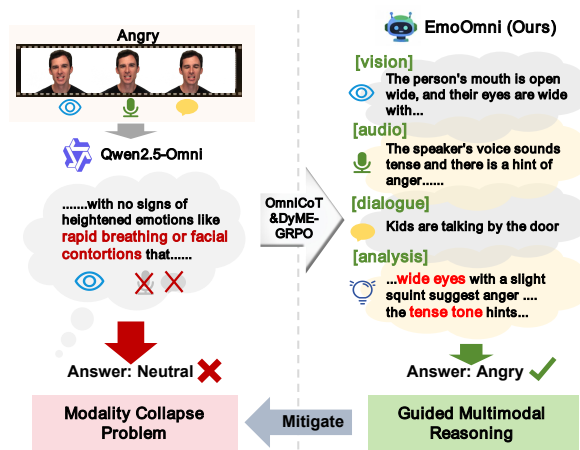 Angry
Qwen2.5-Omni
.......with no signs of
heightened emotions like
rapid breathing or facial
contortions that......
Answer: Neutral
Modality Collapse
Problem
OmniCoT
&DyME-
GRPO
Mitigate
EmoOmni (Ours)
[vision]
The person's mouth is open
wide, and their eyes are wide
with...
[audio]
The speaker's voice sounds
tense and there is a hint of
anger......
[dialogue]
Kids are talking by the door
[analysis]
...wide eyes with a slight
squint suggest anger ....
the tense tone hints...
Answer: Angry
Guided Multimodal
Reasoning